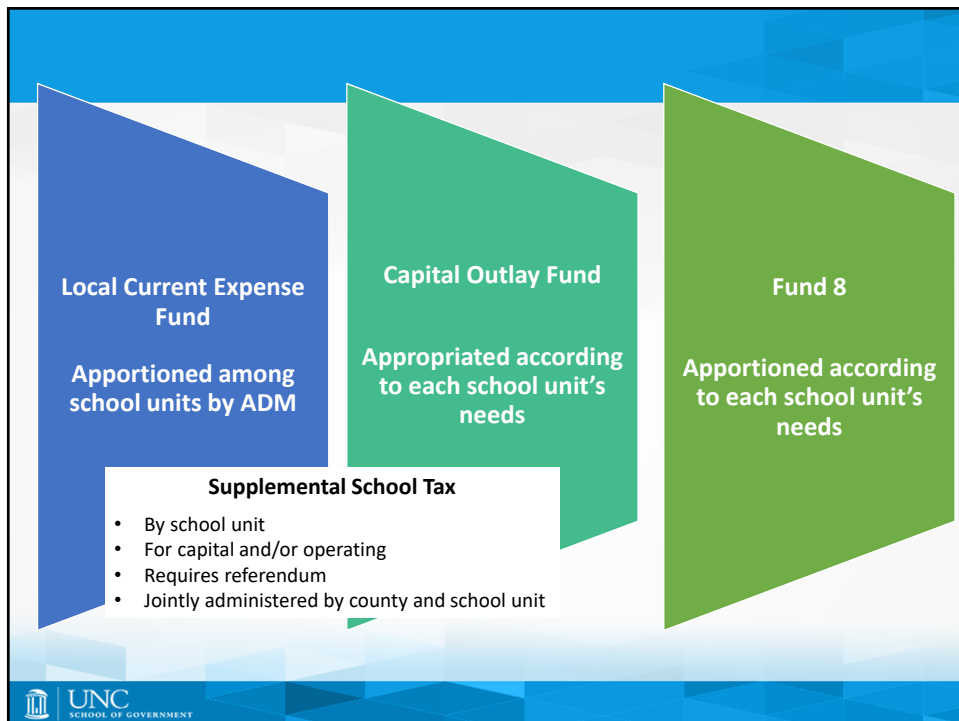 Local Current Expense
Fund
Apportioned among
school units by ADM
Capital Outlay Fund
Appropriated according
to each school unit's
needs
Fund 8
Apportioned according
to each school unit's
needs
Supplemental School Tax
• By school unit
• For capital and/or operating
• Requires referendum
• Jointly administered by county and school unit
UNC
SCHOOL OF GOVERNMENT